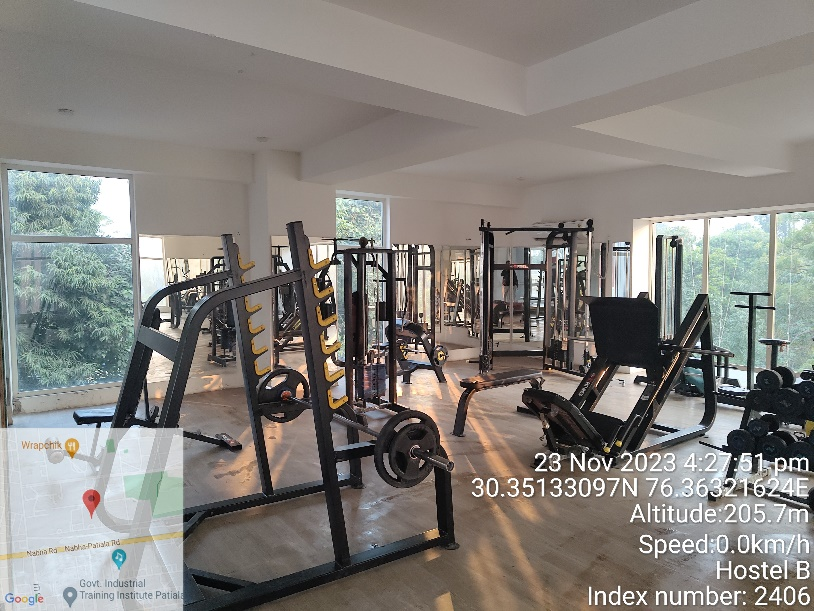 23 Nov 2023 4:27:51 pm
30.35133097N 76.36321624E
Altitude:205.7m
Speed:0.0km/h
Hostel B
Index number: 2406
Wrapchik
Nabha Rd
Nabha-Patiala Rd
Govt. Industrial
Training Institute Patiala
Google